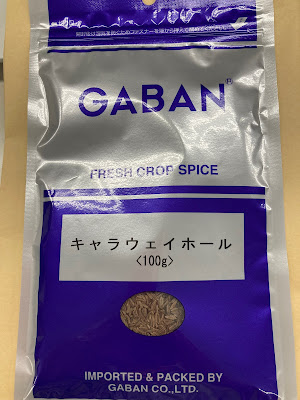 GABAN®
FRESH CROP SPICE
キャラウェイホール
<100g>
IMPORTED & PACKED BY
GABAN CO.,LTD.